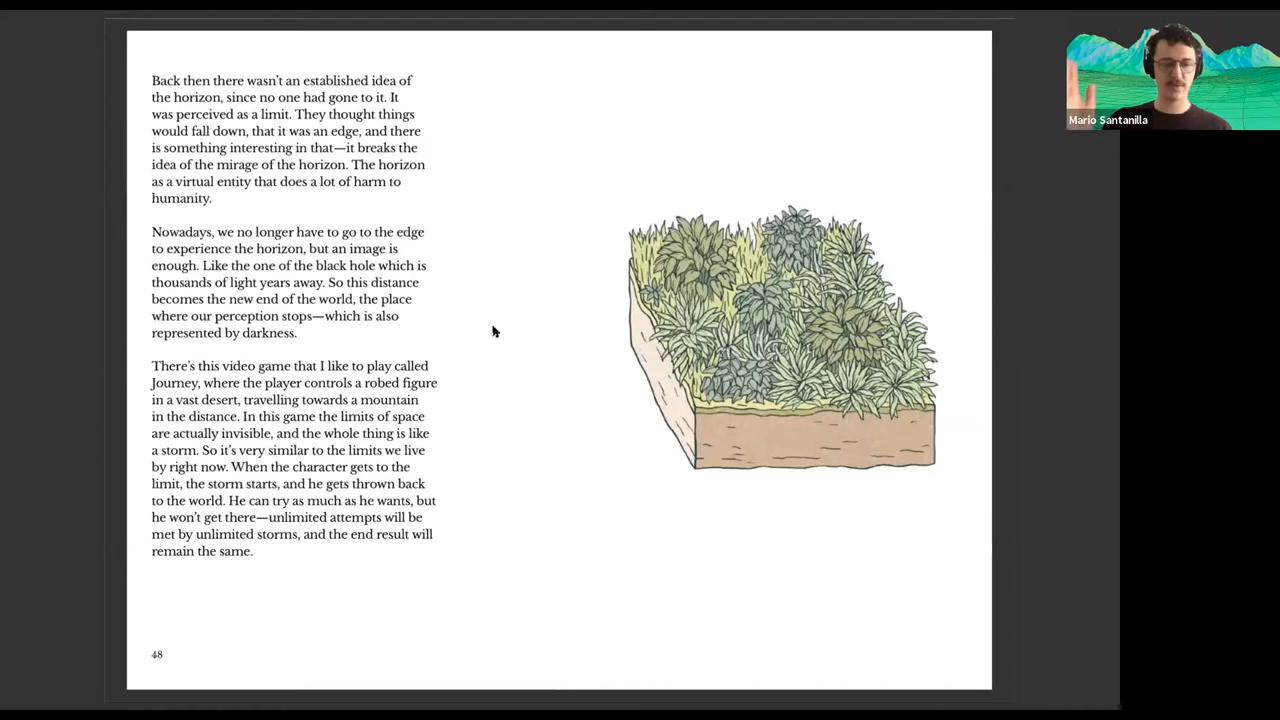 Back then there wasn't an established idea of
the horizon, since no one had gone to it. It
was perceived as a limit. They thought things
would fall down, that it was an edge, and there
is something interesting in that—it breaks the
idea of the mirage of the horizon. The horizon
as a virtual entity that does a lot of harm to
humanity.
Nowadays, we no longer have to go to the edge
to experience the horizon, but an image is
enough. Like the one of the black hole which is
thousands of light years away. So this distance
becomes the new end of the world, the place
where our perception stops—which is also
represented by darkness.
There's this video game that I like to play called
Journey, where the player controls a robed figure
in a vast desert, travelling towards a mountain
in the distance. In this game the limits of space
are actually invisible, and the whole thing is like
a storm. So it's very similar to the limits we live
by right now. When the character gets to the
limit, the storm starts, and he gets thrown back
to the world. He can try as much as he wants, but
he won't get there—unlimited attempts will be
met by unlimited storms, and the end result will
remain the same.
48
Mario Santanilla